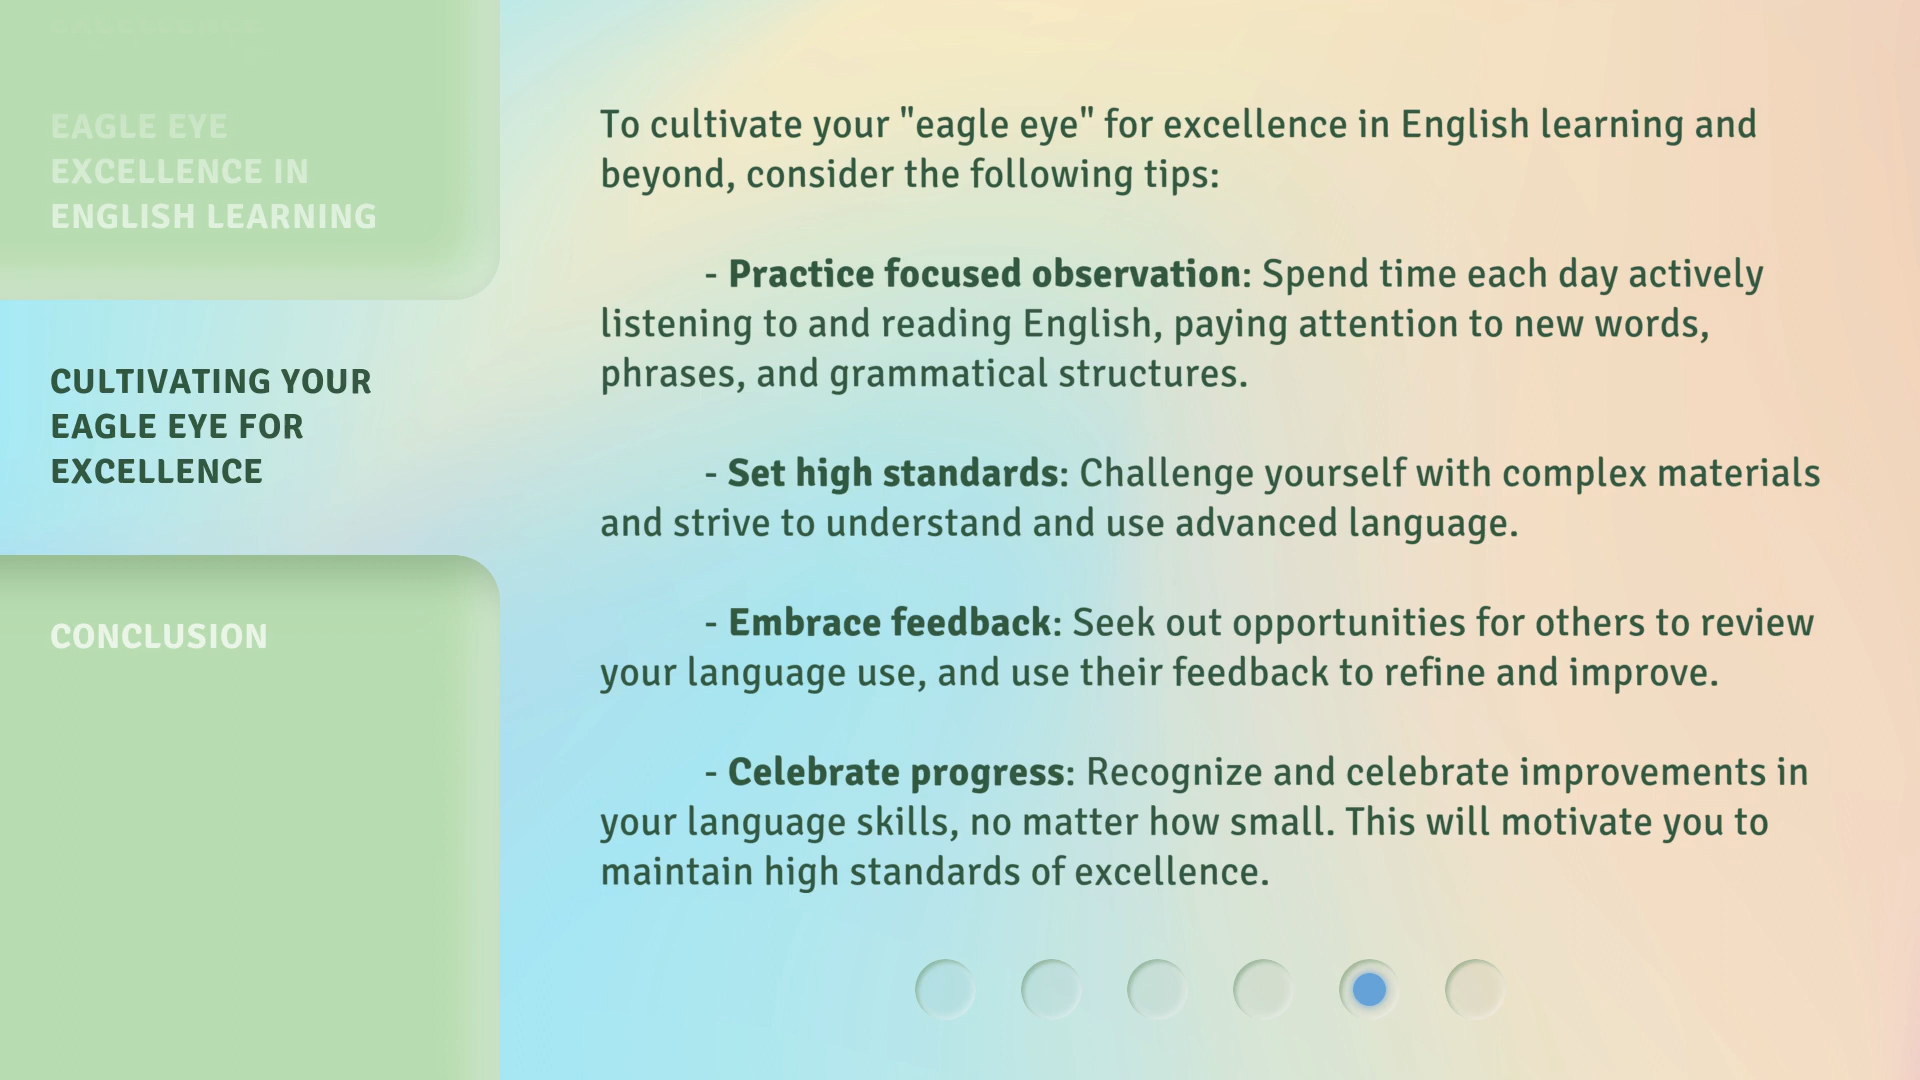 EAGLE EYE
EXCELLENCE IN
ENGLISH LEARNING
CULTIVATING YOUR
EAGLE EYE FOR
EXCELLENCE
CONCLUSION
To cultivate your "eagle eye" for excellence in English learning and
beyond, consider the following tips:
- Practice focused observation: Spend time each day actively
listening to and reading English, paying attention to new words,
phrases, and grammatical structures.
- Set high standards: Challenge yourself with complex materials
and strive to understand and use advanced language.
- Embrace feedback: Seek out opportunities for others to review
your language use, and use their feedback to refine and improve.
- Celebrate progress: Recognize and celebrate improvements in
your language skills, no matter how small. This will motivate you to
maintain high standards of excellence.